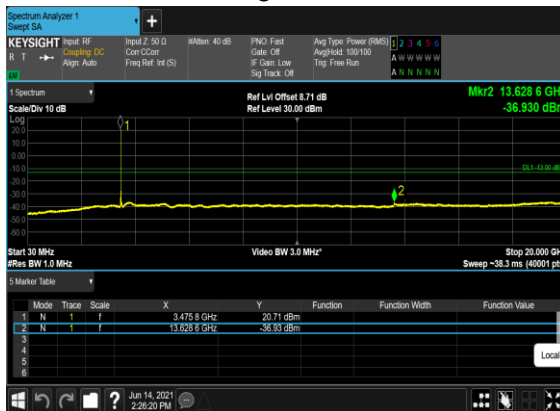 Spectrum Analyzer 1
Swept SA
+
KEYSIGHT Input: RF Input Z: 50 Ω #Atten: 40 dB PNO: Fast Avg Type: Power (RMS) 1 2 3 4 5 6
R T Coupling: DC Corr CCorr Gate: Off Avg|Hold: 100/100 A W W W W W
Align: Auto Freq Ref: Int (S) IF Gain: Low Trig: Free Run
Sig Track: Off A N N N N N
1 Spectrum Ref Lvl Offset 8.71 dB Mkr2 13.628 6 GH
Scale/Div 10 dB Ref Level 30.00 dBm -36.930 dBr
Log
20.0
10.0
0.00
-10.0
DL1 -13.00 dB
-20.0
-30.0
-40.0
-50.0
-60.0
1
2
Start 30 MHz Video BW 3.0 MHz* Stop 20.000 GH
#Res BW 1.0 MHz Sweep ~38.3 ms (40001 pt
5 Marker Table
Mode Trace Scale X Y Function Function Width Function Value
1 N 1 f 3.475 8 GHz 20.71 dBm
2 N 1 f 13.628 6 GHz -36.93 dBm
3
4
5
6
Local
? Jun 14, 2021
2:26:20 PM